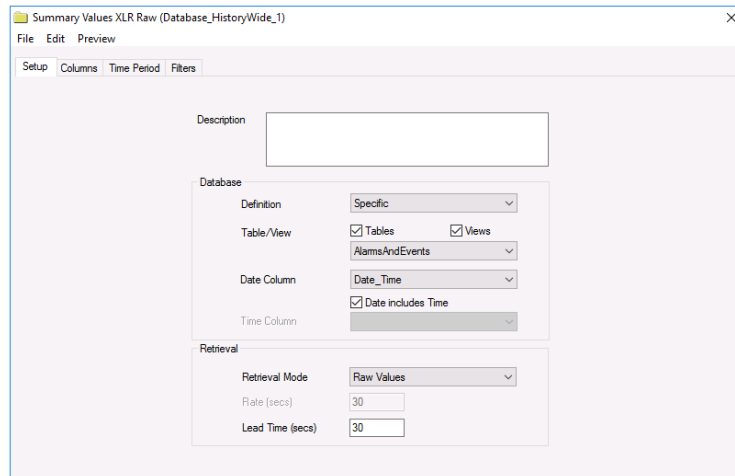 Summary Values XLR Raw (Database_HistoryWide_1)
File Edit Preview
Setup Columns Time Period Filters
Description
Database
Definition Specific
Table/View Tables Views
AlarmsAndEvents
Date Column Date_Time
Date includes Time
Time Column
Retrieval
Retrieval Mode Raw Values
Rate (secs) 30
Lead Time (secs) 30